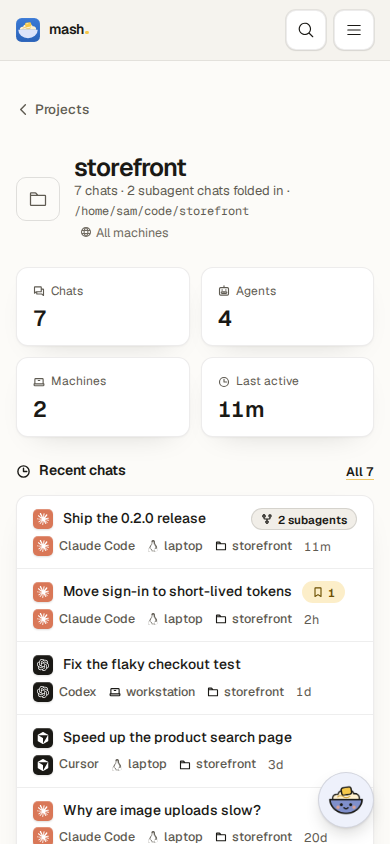 mash.
Projects
storefront
7 chats · 2 subagent chats folded in ·
/home/sam/code/storefront
All machines
Chats
7
Agents
4
Machines
2
Last active
11m
Recent chats
All 7
Ship the 0.2.0 release
2 subagents
Claude Code laptop storefront 11m
Move sign-in to short-lived tokens
1
Claude Code laptop storefront 2h
Fix the flaky checkout test
Codex workstation storefront 1d
Speed up the product search page
Cursor laptop storefront 3d
Why are image uploads slow?
Claude Code laptop storefront 20d